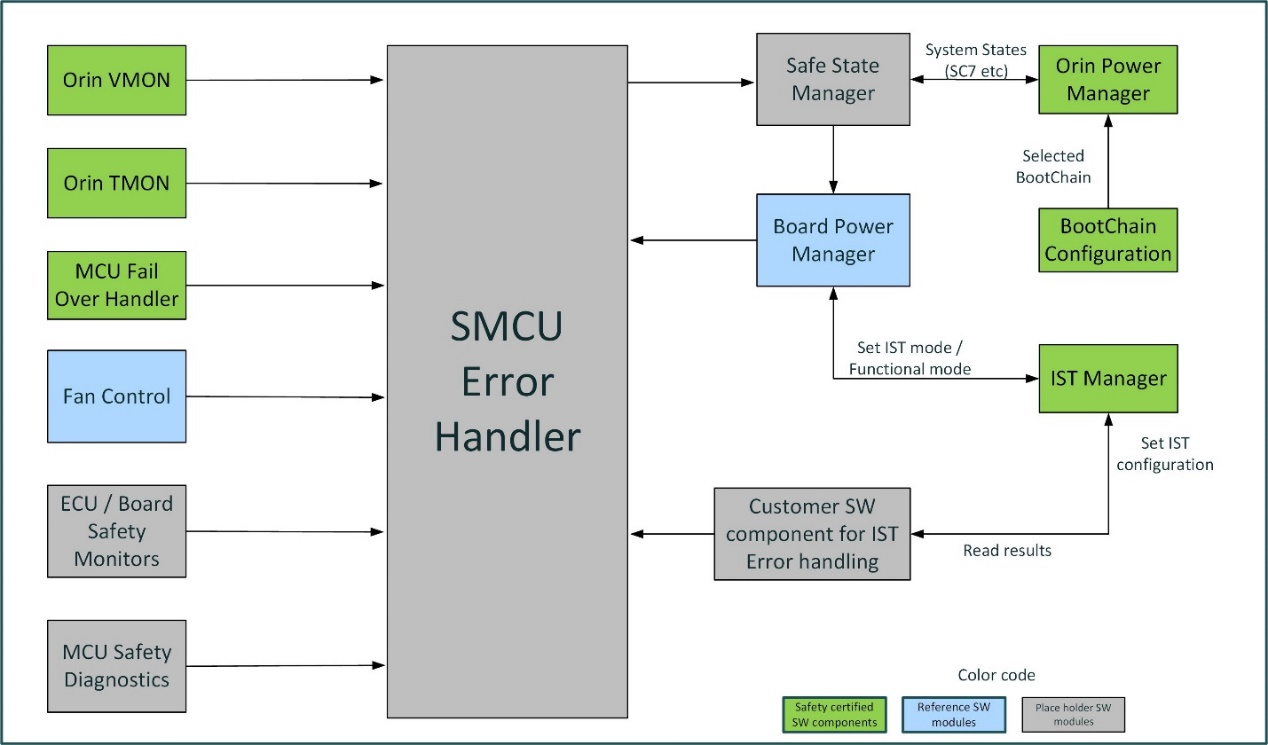 Orin VMON
Orin TMON
MCU Fail
Over Handler
Fan Control
ECU / Board
Safety
Monitors
MCU Safety
Diagnostics
SMCU
Error
Handler
Safe State
Manager
System States
(SC7 etc)
Orin Power
Manager
Selected
BootChain
Board Power
Manager
BootChain
Configuration
Set IST mode /
Functional mode
IST Manager
Set IST
configuration
Customer SW
component for IST
Error handling
Read results
Color code
Safety certified
SW components
Reference SW
modules
Place holder SW
modules